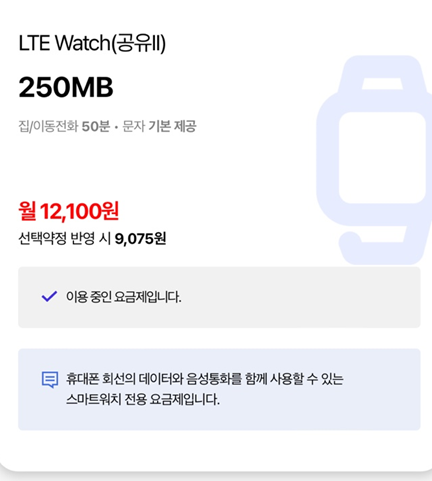 LTE Watch(공유II)
250MB
집/이동전화 50분 • 문자 기본 제공
월 12,100원
선택약정 반영 시 9,075원
이용 중인 요금제입니다.
휴대폰 회선의 데이터와 음성통화를 함께 사용할 수 있는
스마트워치 전용 요금제입니다.